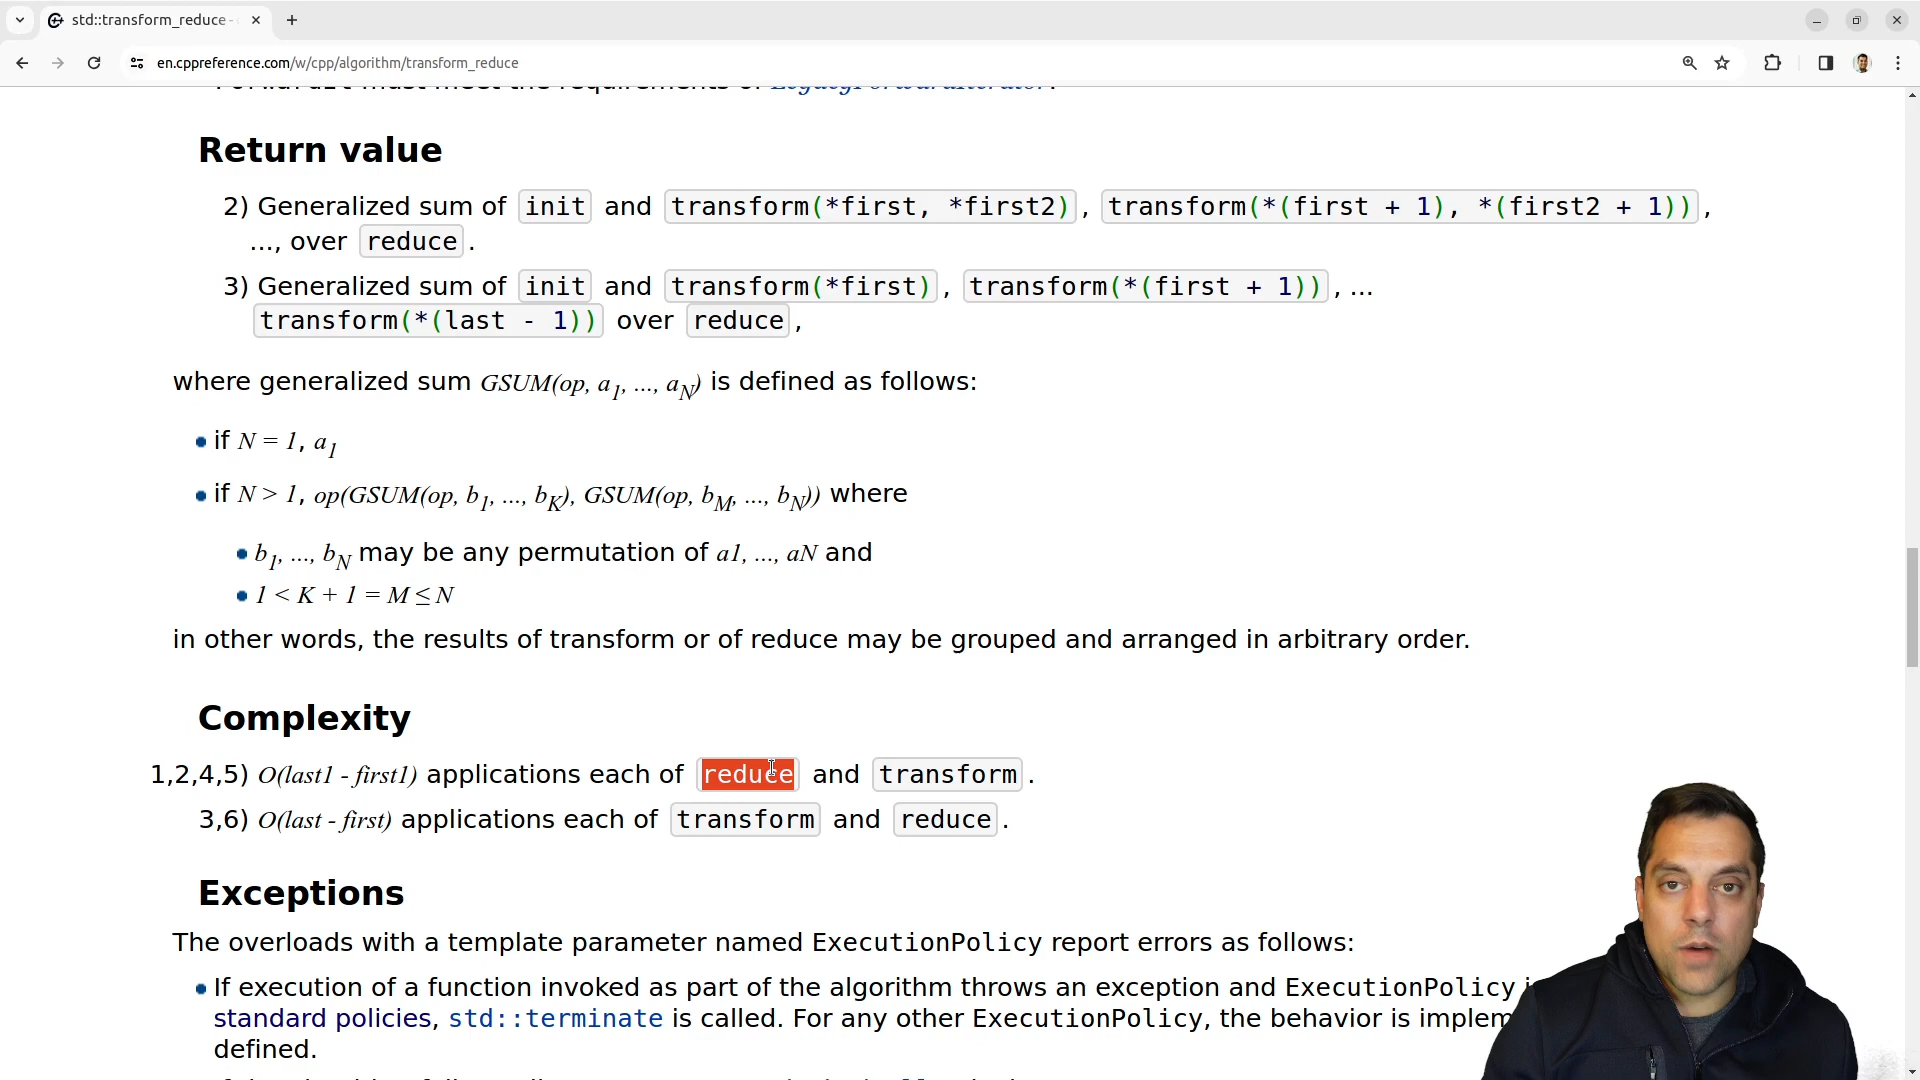 std::transform_reduce -
en.cppreference.com/w/cpp/algorithm/transform_reduce
ForwardIt must meet the requirements of LegacyForwardIterator.
Return value
2) Generalized sum of init and transform(*first, *first2), transform(*(first + 1), *(first2 + 1)),
..., over reduce.
3) Generalized sum of init and transform(*first), transform(*(first + 1)), ...
transform(*(last - 1)) over reduce,
where generalized sum GSUM(op, a1, ..., aN) is defined as follows:
if N = 1, a1
if N > 1, op(GSUM(op, b1, ..., bK), GSUM(op, bM, ..., bN)) where
b1, ..., bN may be any permutation of a1, ..., aN and
1 < K + 1 = M ≤ N
in other words, the results of transform or of reduce may be grouped and arranged in arbitrary order.
Complexity
1,2,4,5) O(last1 - first1) applications each of reduce and transform.
3,6) O(last - first) applications each of transform and reduce.
Exceptions
The overloads with a template parameter named ExecutionPolicy report errors as follows:
If execution of a function invoked as part of the algorithm throws an exception and ExecutionPolicy i
standard policies, std::terminate is called. For any other ExecutionPolicy, the behavior is implem
defined.